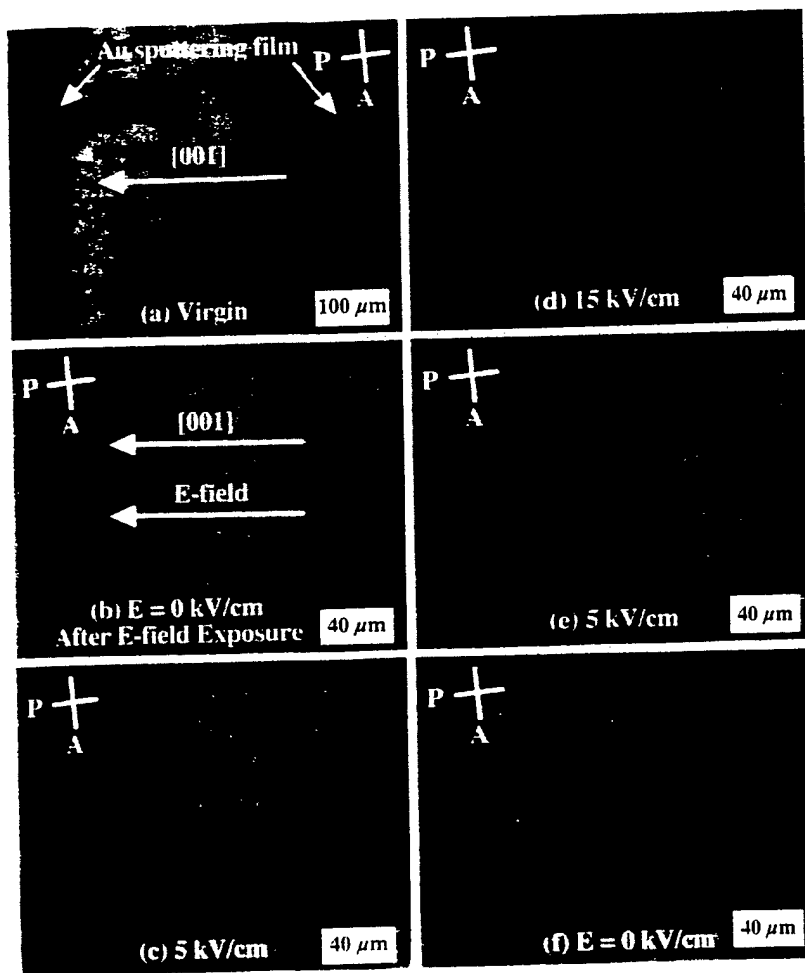 Au sputtering film
P
A
[001]
(a) Virgin
100 μm
P
A
[001]
E-field
(b) E = 0 kV/cm
After E-field Exposure
40 μm
P
A
(c) 5 kV/cm
40 μm
P
A
(d) 15 kV/cm
40 μm
P
A
(e) 5 kV/cm
40 μm
P
A
(f) E = 0 kV/cm
40 μm